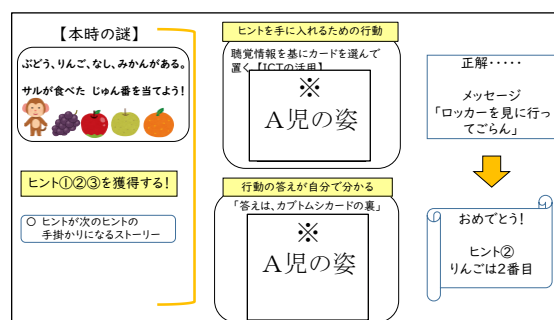 【本時の謎】
ぶどう、りんご、なし、みかんがある。
サルが食べた じゅん番を当てよう!
ヒント①②③を獲得する!
○ ヒントが次のヒントの
手掛かりになるストーリー
ヒントを手に入れるための行動
聴覚情報を基にカードを選んで
置く【ICTの活用】
※
A児の姿
行動の答えが自分で分かる
「答えは、カブトムシカードの裏」
※
A児の姿
正解・・・・・
メッセージ
「ロッカーを見に行っ
てごらん」
おめでとう!
ヒント②
りんごは2番目